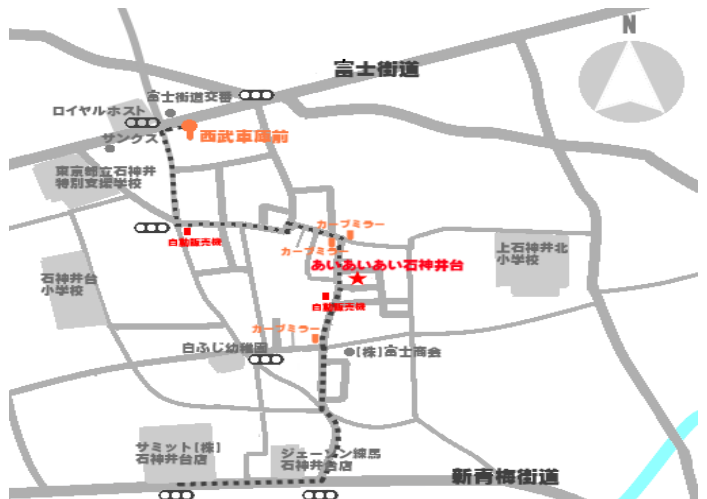 N
富士街道
富士街道交番
ロイヤルホスト
サンクス
西武車庫前
東京都立石神井
特別支援学校
カーブミラー
自動販売機
カーブミラー
上石神井北
小学校
あいあいあい石神井台
石神井台
小学校
自動販売機
カーブミラー
白ふじ幼稚園
[株]富士商会
サミット[株]
石神井台店
ジェーソン練馬
石神井台店
新青梅街道